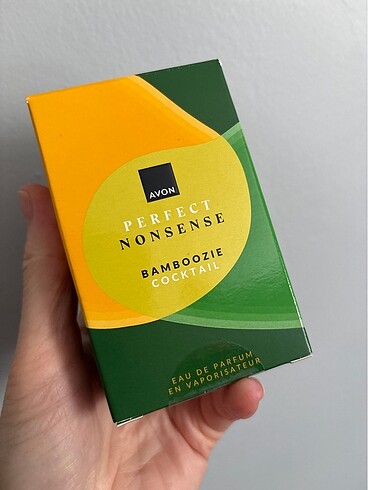 AVON
PERFECT
NONSENSE
BAMBOOZIE
COCKTAIL
EAU DE PARFUM
EN VAPORISATEUR